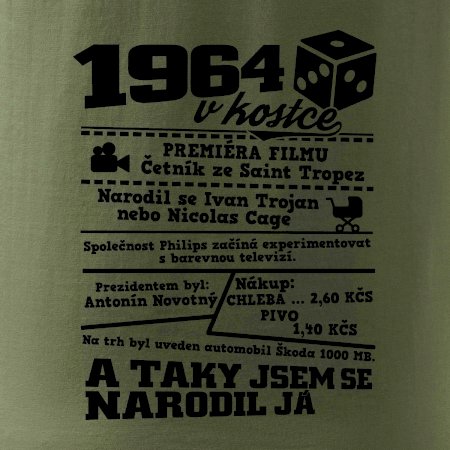 1964
v kostce
PREMIÉRA FILMU
Četník ze Saint Tropez
Narodil se Ivan Trojan
nebo Nicolas Cage
Společnost Philips začíná experimentovat
s barevnou televizí.
Prezidentem byl:
Antonín Novotný
Nákup:
CHLEBA ... 2,60 KČS
PIVO
1,40 KČS
Na trh byl uveden automobil Škoda 1000 MB.
A TAKY JSEM SE
NARODIL JÁ